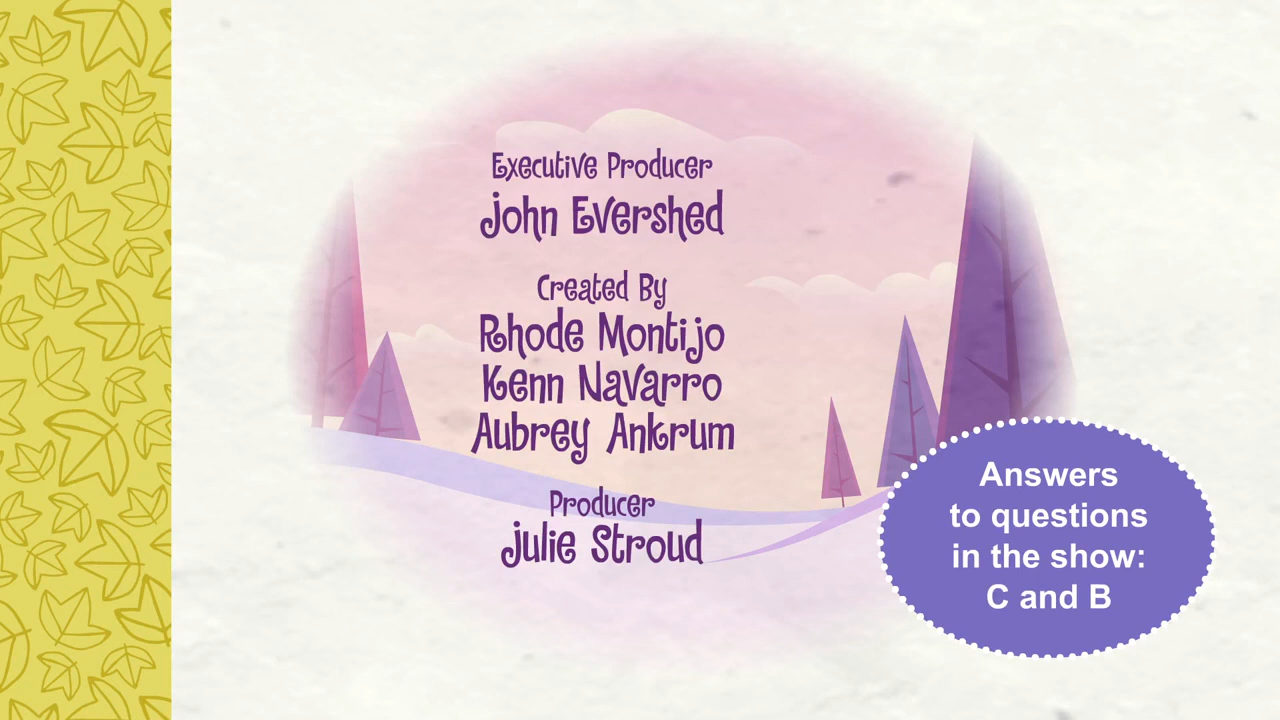 Executive Producer
John Evershed
Created By
Rhode Montijo
Kenn Navarro
Aubrey Ankrum
Producer
Julie Stroud
Answers
to questions
in the show:
C and B